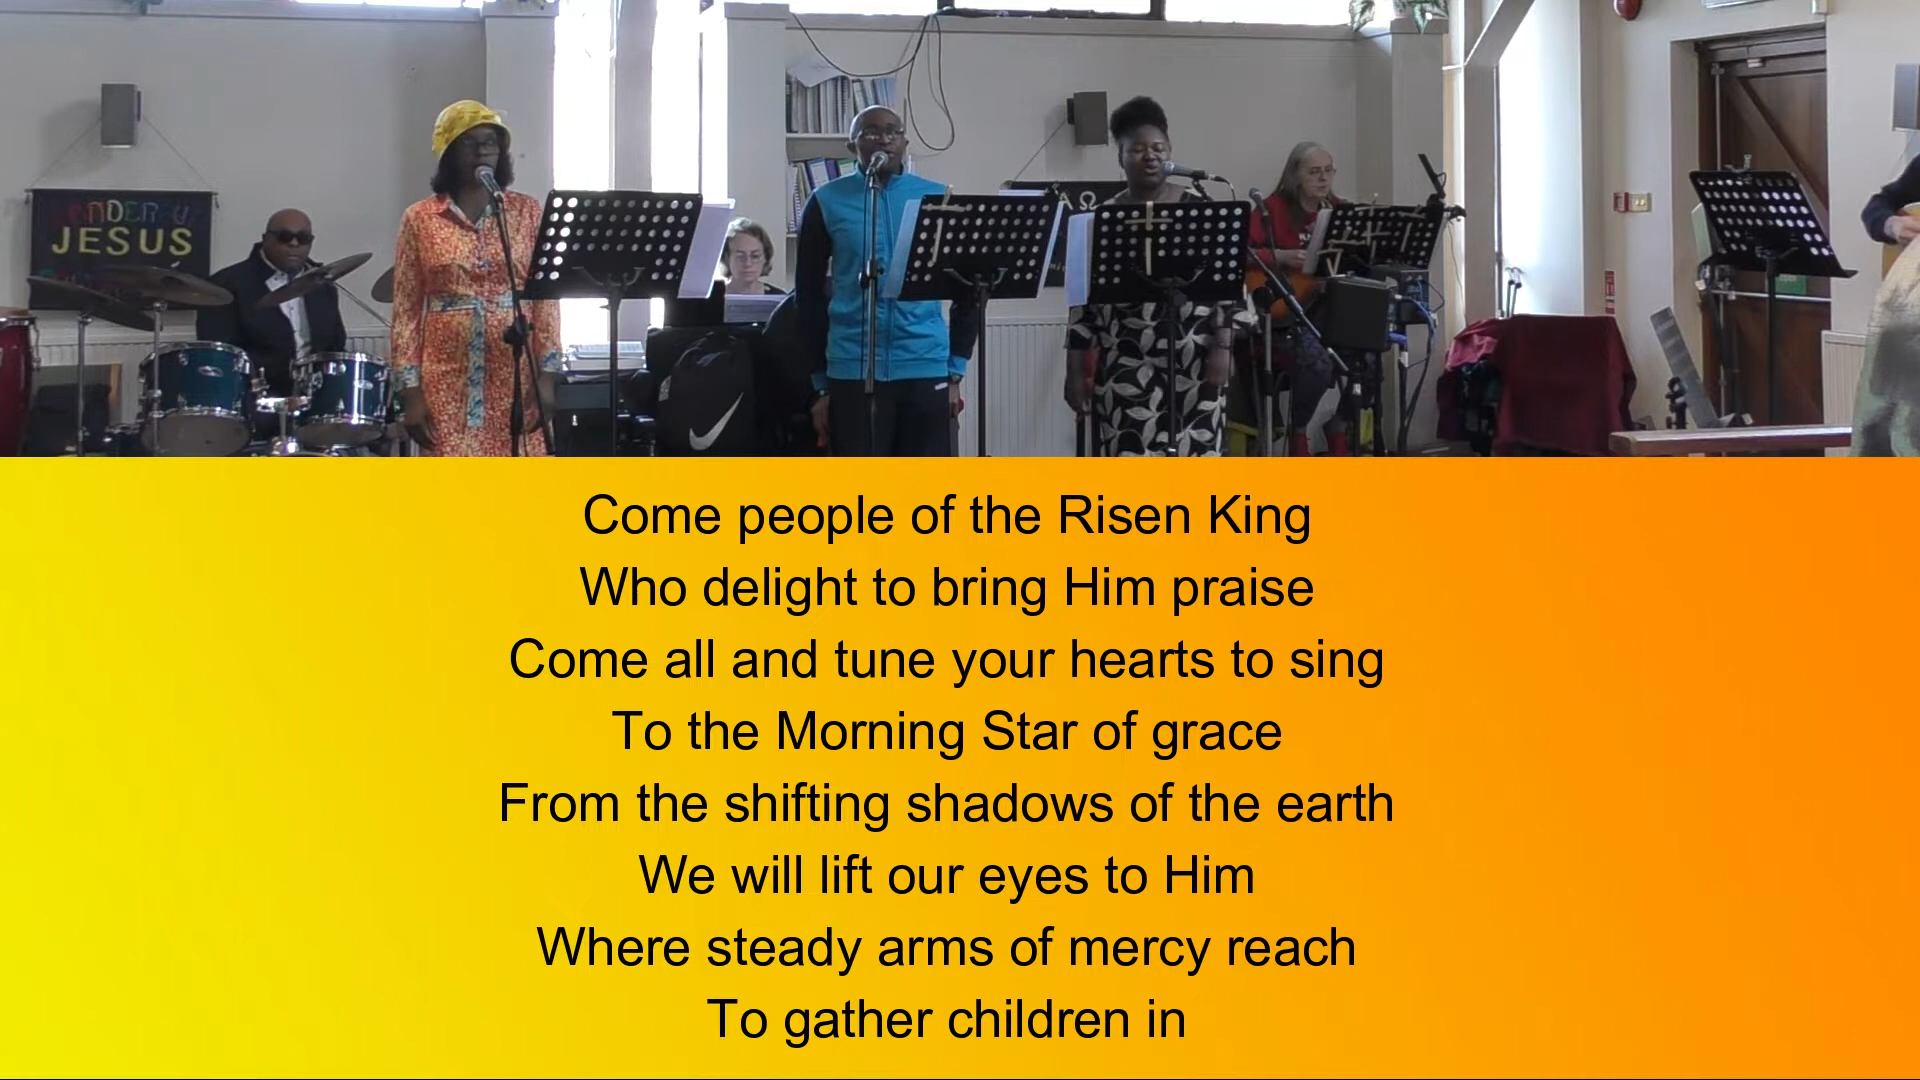 WONDERFUL
JESUS
Α Ω
Come people of the Risen King
Who delight to bring Him praise
Come all and tune your hearts to sing
To the Morning Star of grace
From the shifting shadows of the earth
We will lift our eyes to Him
Where steady arms of mercy reach
To gather children in